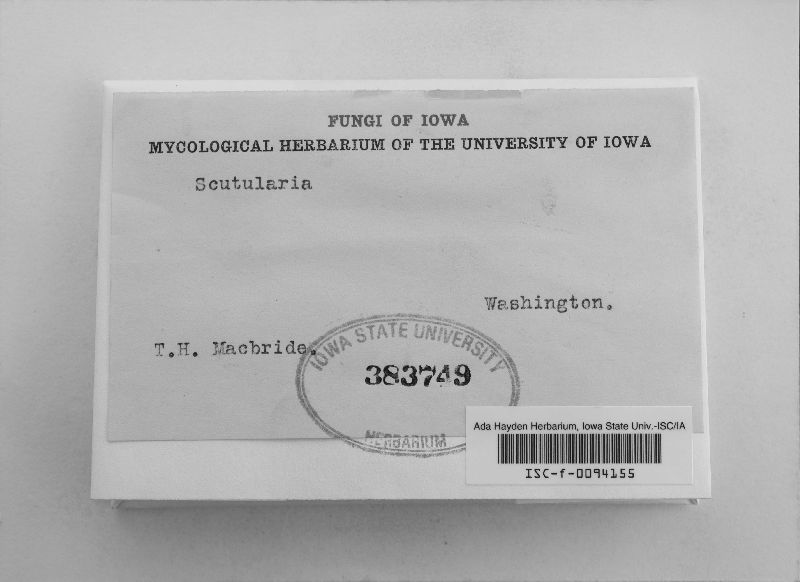 FUNGI OF IOWA
MYCOLOGICAL HERBARIUM OF THE UNIVERSITY OF IOWA
Scutularia
Washington.
T.H. Macbride.
IOWA STATE UNIVERSITY
383749
HERBARIUM
Ada Hayden Herbarium, Iowa State Univ.-ISC/IA
ISC-f-0094155